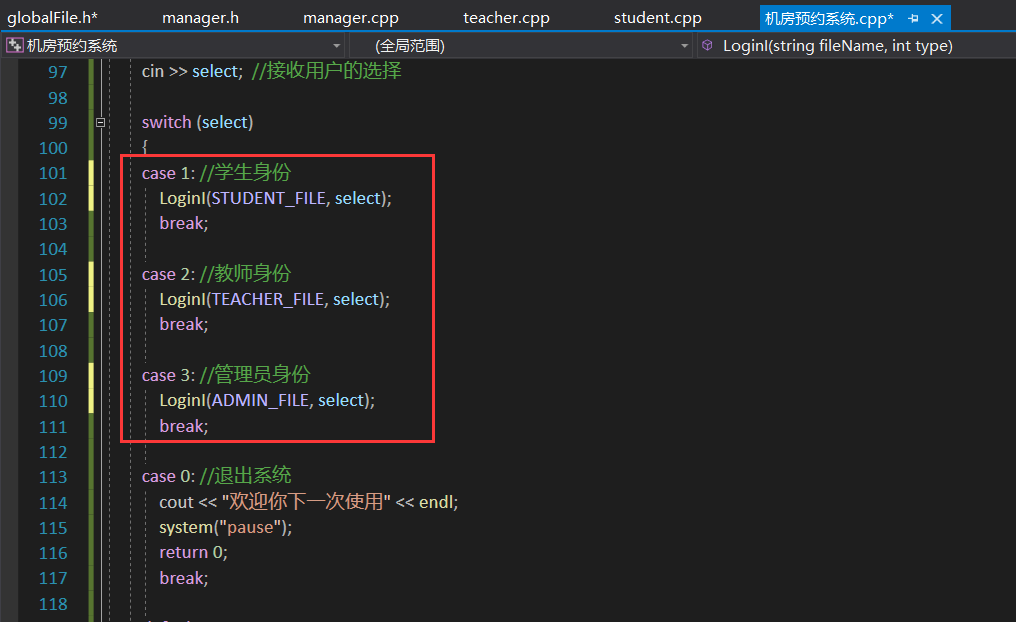 globalFile.h* manager.h manager.cpp teacher.cpp student.cpp 机房预约系统.cpp*
机房预约系统 (全局范围) LoginI(string fileName, int type)
97 cin >> select; //接收用户的选择
98
99 switch (select)
100 {
101 case 1: //学生身份
102 LoginI(STUDENT_FILE, select);
103 break;
104
105 case 2: //教师身份
106 LoginI(TEACHER_FILE, select);
107 break;
108
109 case 3: //管理员身份
110 LoginI(ADMIN_FILE, select);
111 break;
112
113 case 0: //退出系统
114 cout << "欢迎你下一次使用" << endl;
115 system("pause");
116 return 0;
117 break;
118